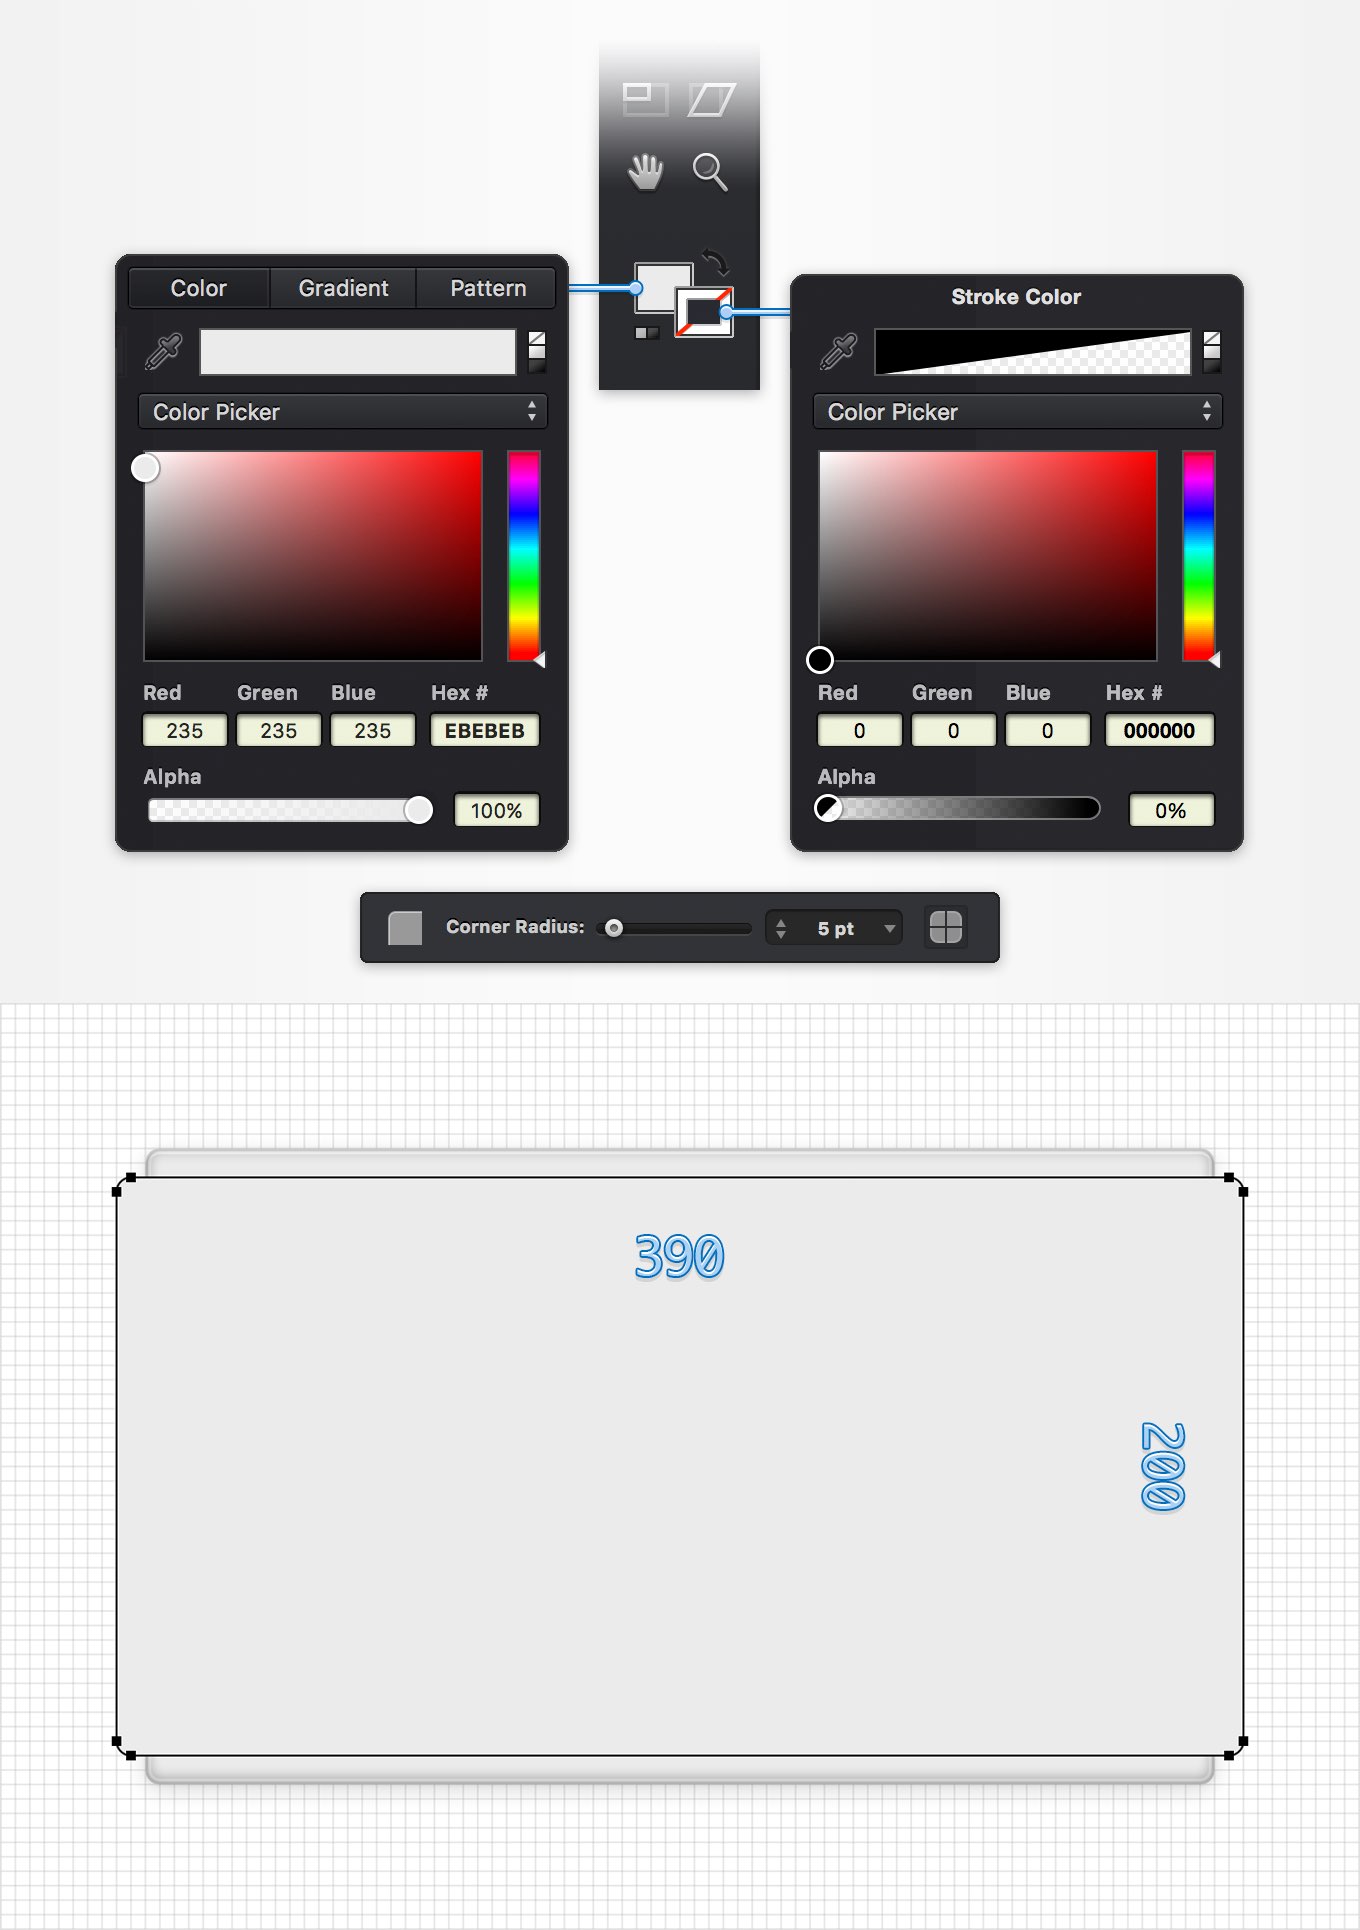 Color Gradient Pattern
Color Picker
Red Green Blue Hex #
235 235 235 EBEBEB
Alpha
100%
Stroke Color
Color Picker
Red Green Blue Hex #
0 0 0 000000
Alpha
0%
Corner Radius: 5 pt
390
200